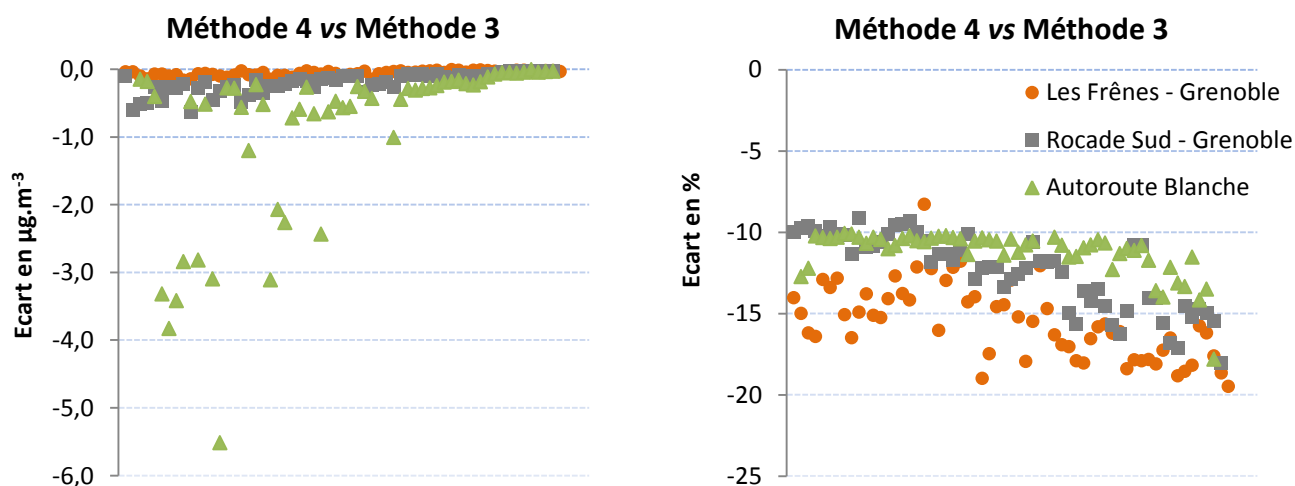 Méthode 4 vs Méthode 3
Ecart en µg.m-3
0,0
-1,0
-2,0
-3,0
-4,0
-5,0
-6,0
Méthode 4 vs Méthode 3
Ecart en %
0
-5
-10
-15
-20
-25
Les Frênes - Grenoble
Rocade Sud - Grenoble
Autoroute Blanche